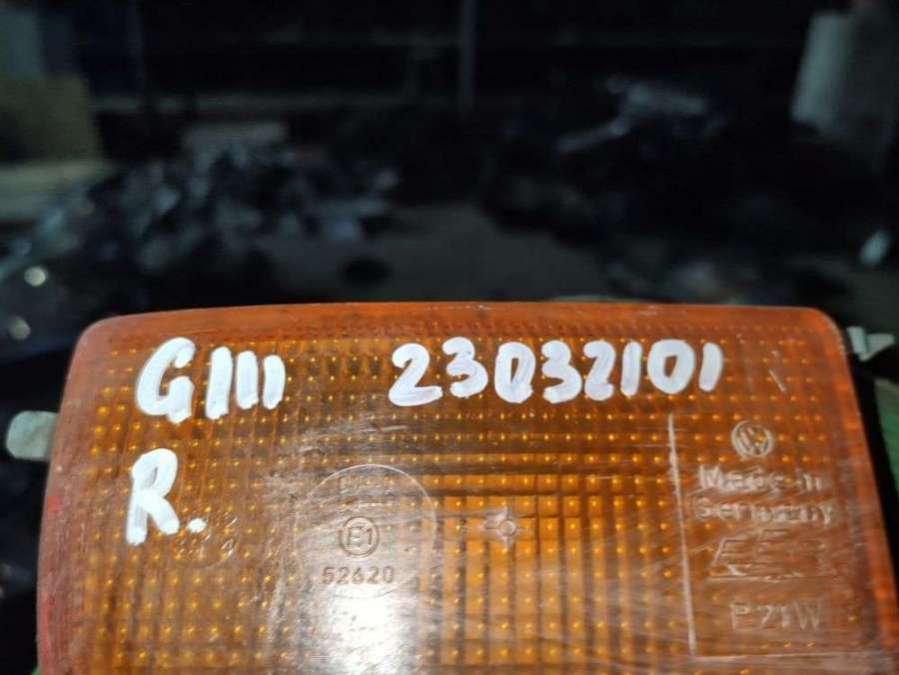 GIII 23032101
R.
Made in
Germany
E1
52620
P21W